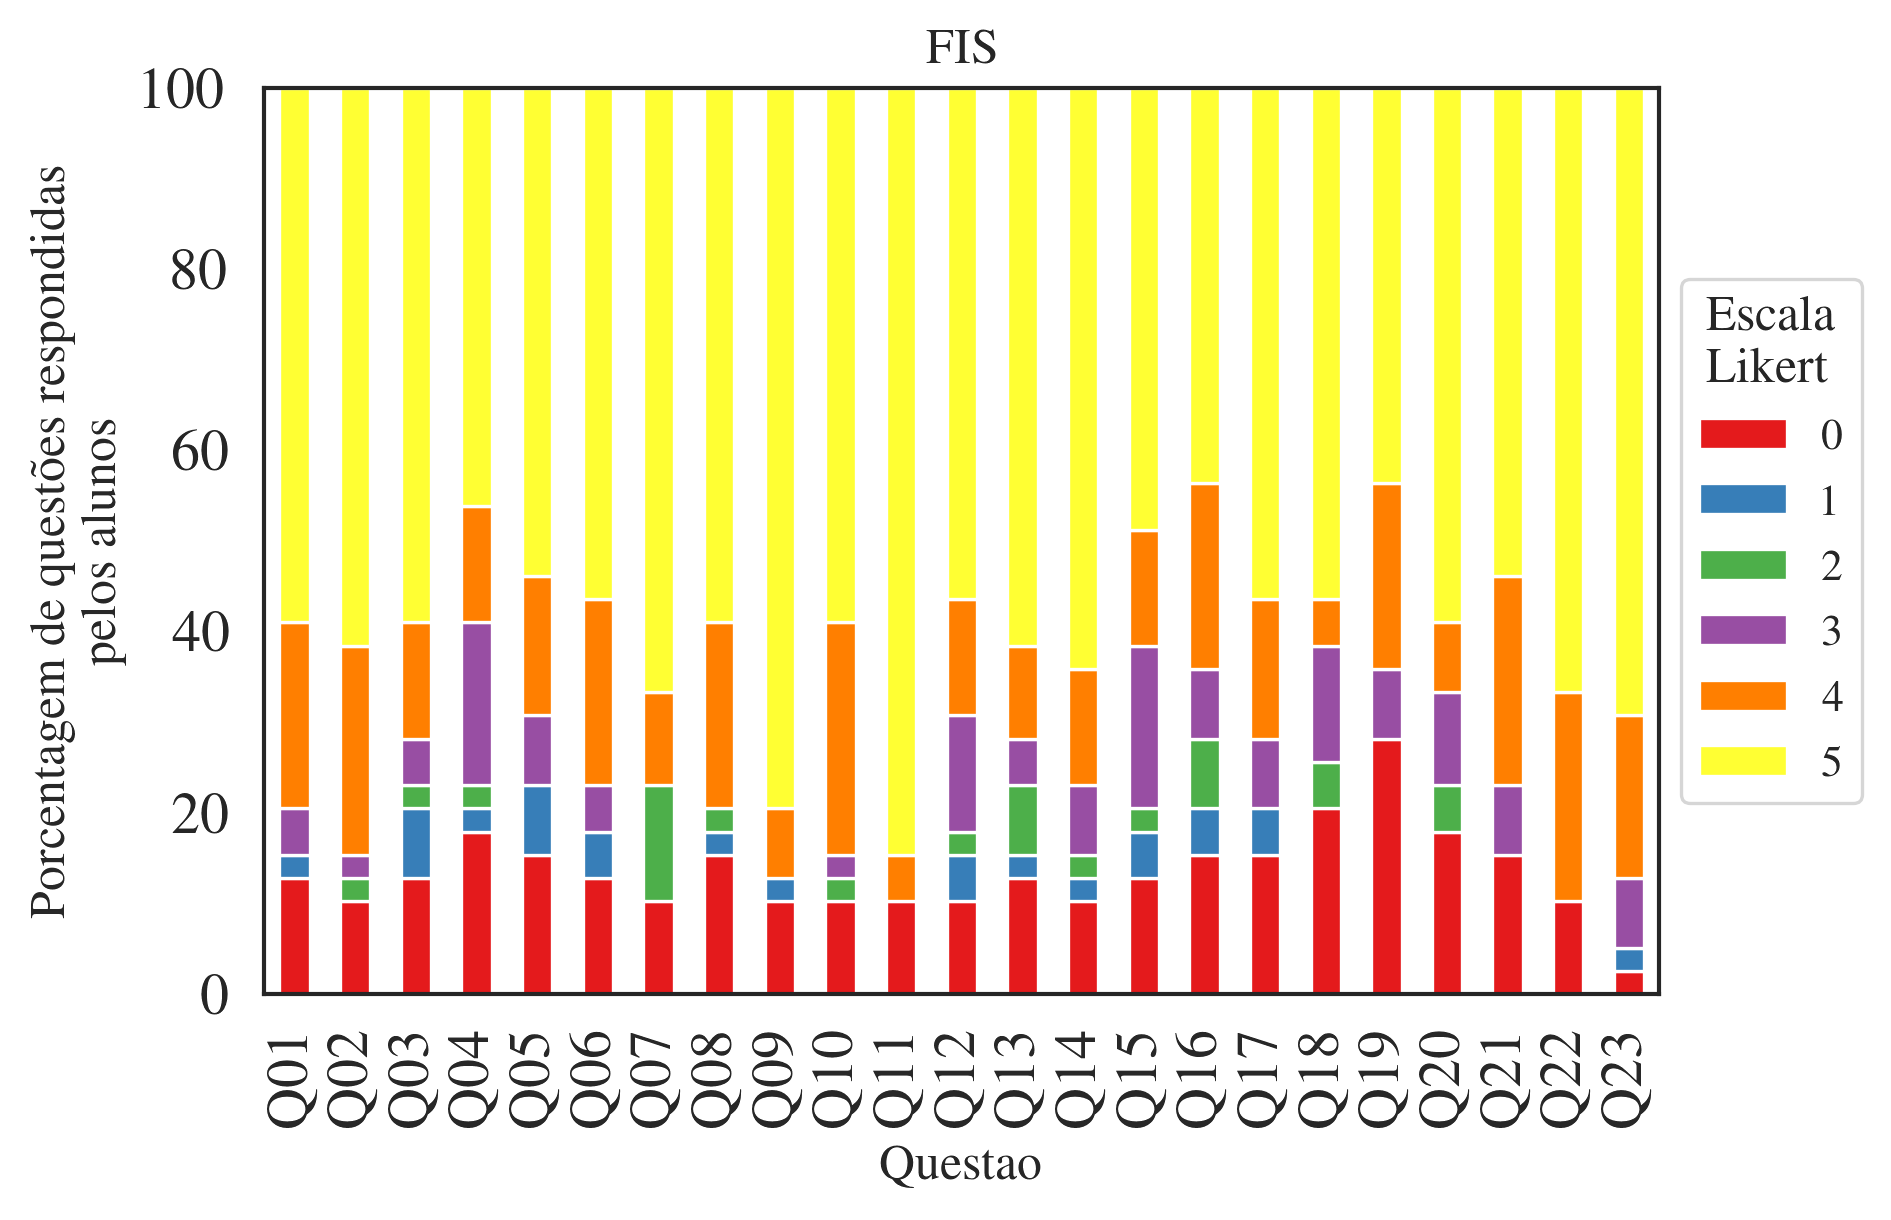 FIS
Porcentagem de questões respondidas
pelos alunos
100
80
60
40
20
0
Q01
Q02
Q03
Q04
Q05
Q06
Q07
Q08
Q09
Q10
Q11
Q12
Q13
Q14
Q15
Q16
Q17
Q18
Q19
Q20
Q21
Q22
Q23
Questao
Escala
Likert
0
1
2
3
4
5